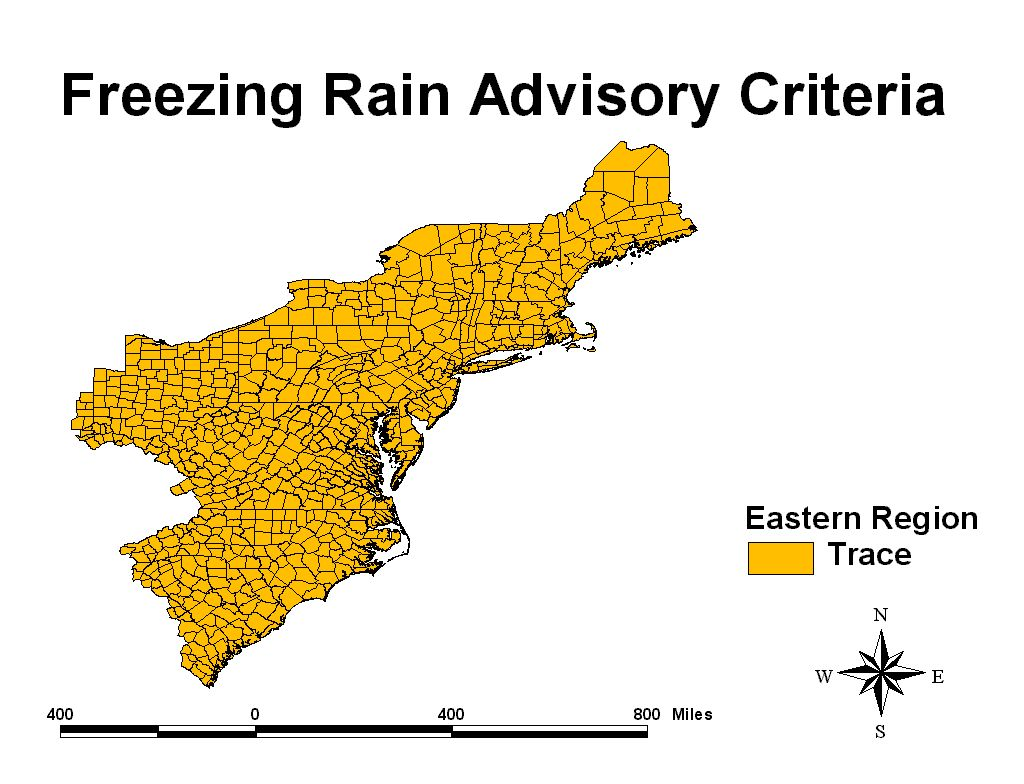 Freezing Rain Advisory Criteria
Eastern Region
Trace
N
W
E
S
400 0 400 800 Miles